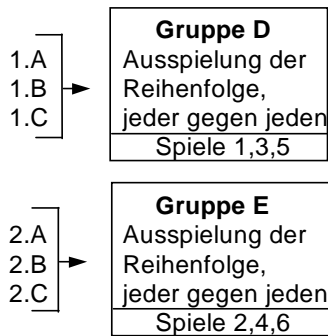 1.A
1.B
1.C
Gruppe D
Ausspielung der
Reihenfolge,
jeder gegen jeden
Spiele 1,3,5
2.A
2.B
2.C
Gruppe E
Ausspielung der
Reihenfolge,
jeder gegen jeden
Spiele 2,4,6